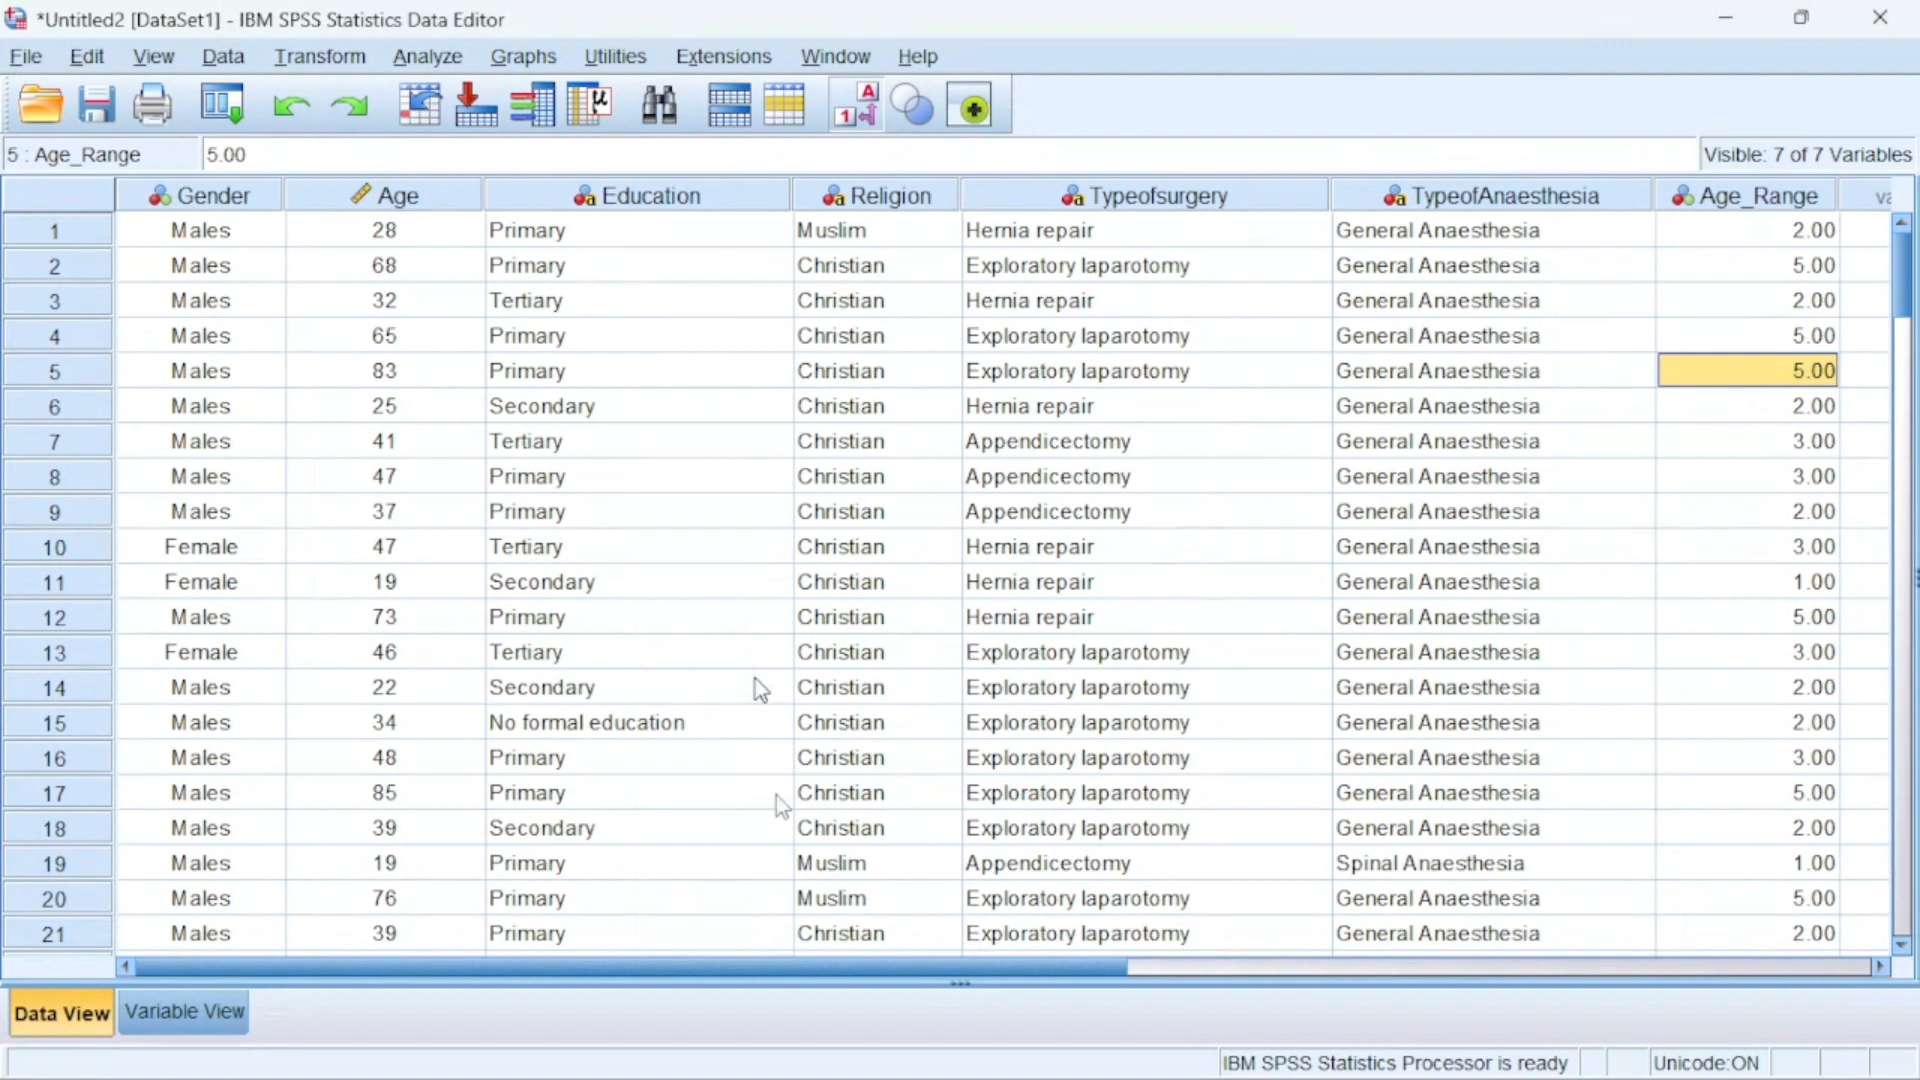 *Untitled2 [DataSet1] - IBM SPSS Statistics Data Editor
File Edit View Data Transform Analyze Graphs Utilities Extensions Window Help
5 : Age_Range 5.00 Visible: 7 of 7 Variables
Gender Age Education Religion Typeofsurgery TypeofAnaesthesia Age_Range
1 Males 28 Primary Muslim Hernia repair General Anaesthesia 2.00
2 Males 68 Primary Christian Exploratory laparotomy General Anaesthesia 5.00
3 Males 32 Tertiary Christian Hernia repair General Anaesthesia 2.00
4 Males 65 Primary Christian Exploratory laparotomy General Anaesthesia 5.00
5 Males 83 Primary Christian Exploratory laparotomy General Anaesthesia 5.00
6 Males 25 Secondary Christian Hernia repair General Anaesthesia 2.00
7 Males 41 Tertiary Christian Appendicectomy General Anaesthesia 3.00
8 Males 47 Primary Christian Appendicectomy General Anaesthesia 3.00
9 Males 37 Primary Christian Appendicectomy General Anaesthesia 2.00
10 Female 47 Tertiary Christian Hernia repair General Anaesthesia 3.00
11 Female 19 Secondary Christian Hernia repair General Anaesthesia 1.00
12 Males 73 Primary Christian Hernia repair General Anaesthesia 5.00
13 Female 46 Tertiary Christian Exploratory laparotomy General Anaesthesia 3.00
14 Males 22 Secondary Christian Exploratory laparotomy General Anaesthesia 2.00
15 Males 34 No formal education Christian Exploratory laparotomy General Anaesthesia 2.00
16 Males 48 Primary Christian Exploratory laparotomy General Anaesthesia 3.00
17 Males 85 Primary Christian Exploratory laparotomy General Anaesthesia 5.00
18 Males 39 Secondary Christian Exploratory laparotomy General Anaesthesia 2.00
19 Males 19 Primary Muslim Appendicectomy Spinal Anaesthesia 1.00
20 Males 76 Primary Muslim Exploratory laparotomy General Anaesthesia 5.00
21 Males 39 Primary Christian Exploratory laparotomy General Anaesthesia 2.00
Data View Variable View
IBM SPSS Statistics Processor is ready Unicode:ON